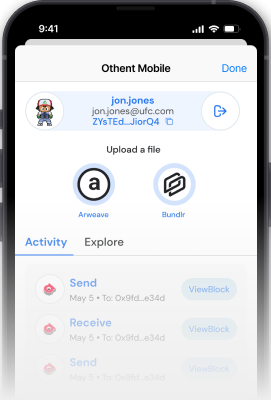 9:41
Othent Mobile
Done
jon.jones
jon.jones@ufc.com
ZYsTEd...JiorQ4
Upload a file
a
Arweave
Bundlr
Activity
Explore
Send
May 5 • To: 0x9fd...e34d
ViewBlock
Receive
May 5 • To: 0x9fd...e34d
ViewBlock
Send
May 5 • To: 0x9fd...e34d
ViewBlock